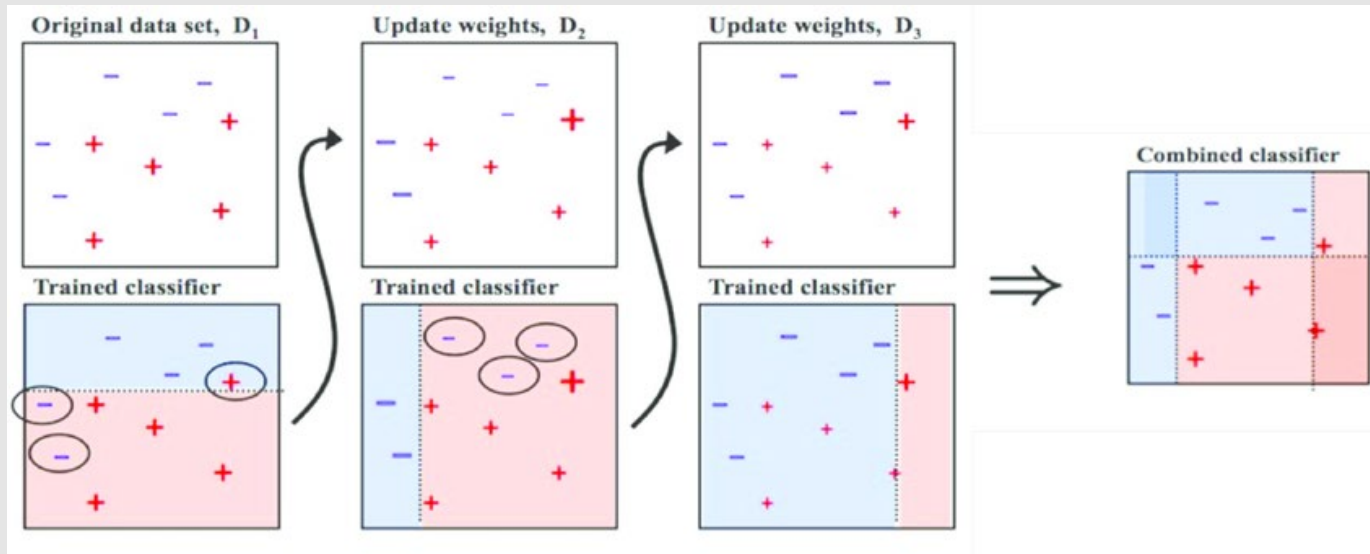 Original data set, D₁
Update weights, D₂
Update weights, D₃
Combined classifier
Trained classifier
Trained classifier
Trained classifier